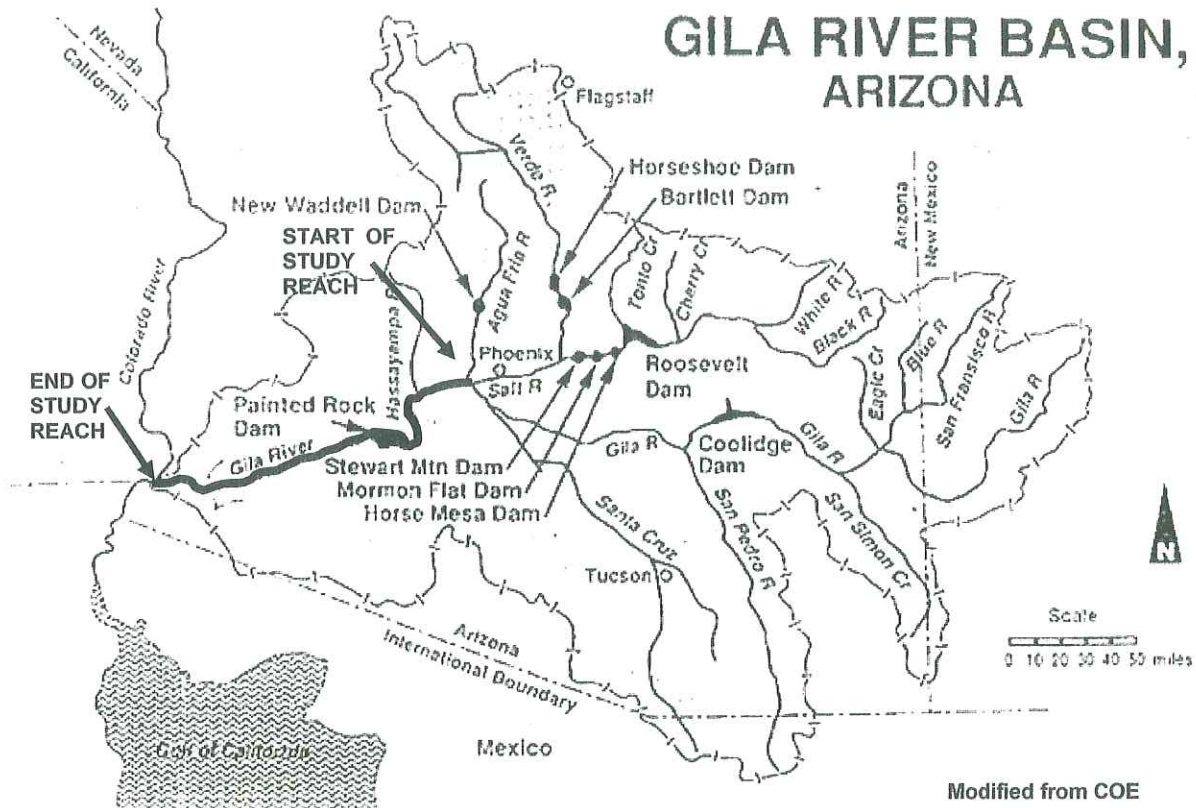 GILA RIVER BASIN,
ARIZONA
Nevada
California
Flagstaff
Verde R.
Horseshoe Dam
Bartlett Dam
New Waddell Dam
START OF
STUDY
REACH
Agua Fria R
Tonto Cr
Cherry Cr
Arizona
New Mexico
White R
Black R
Colorado River
Hassayampa R
Phoenix
Salt R
Roosevelt
Dam
Eagle Cr
Blue R
San Fransisco R
Gila R
END OF
STUDY
REACH
Painted Rock
Dam
Gila River
Stewart Mtn Dam
Mormon Flat Dam
Horse Mesa Dam
Gila R
Coolidge
Dam
Gila R
Santa Cruz
San Pedro R
San Simon Cr
Tucson
N
Arizona
International Boundary
Scale
0 10 20 30 40 50 miles
Gulf of California
Mexico
Modified from COE